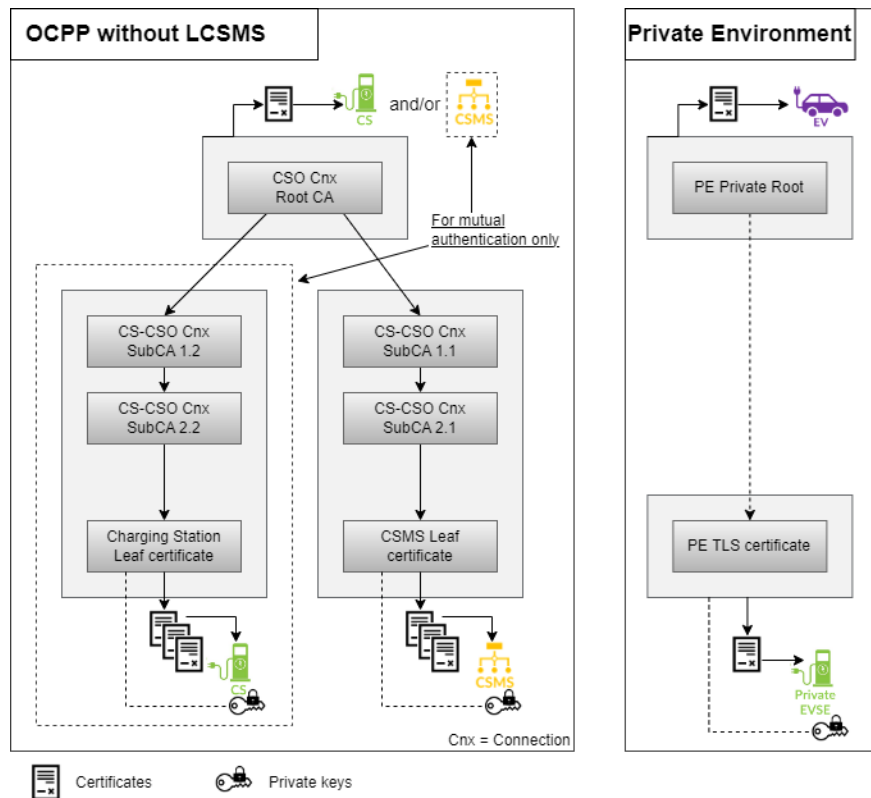 OCPP without LCSMS
CS
and/or
CSMS
CSO Cnx
Root CA
For mutual
authentication only
CS-CSO Cnx
SubCA 1.2
CS-CSO Cnx
SubCA 1.1
CS-CSO Cnx
SubCA 2.2
CS-CSO Cnx
SubCA 2.1
Charging Station
Leaf certificate
CSMS Leaf
certificate
CS
CSMS
Cnx = Connection
Private Environment
EV
PE Private Root
PE TLS certificate
Private
EVSE
Certificates
Private keys